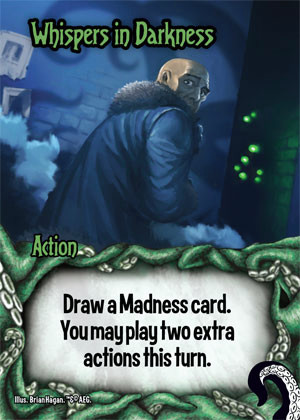 Whispers in Darkness
Action
Draw a Madness card.
You may play two extra
actions this turn.
Illus. Brian Hagan. ™&© AEG.